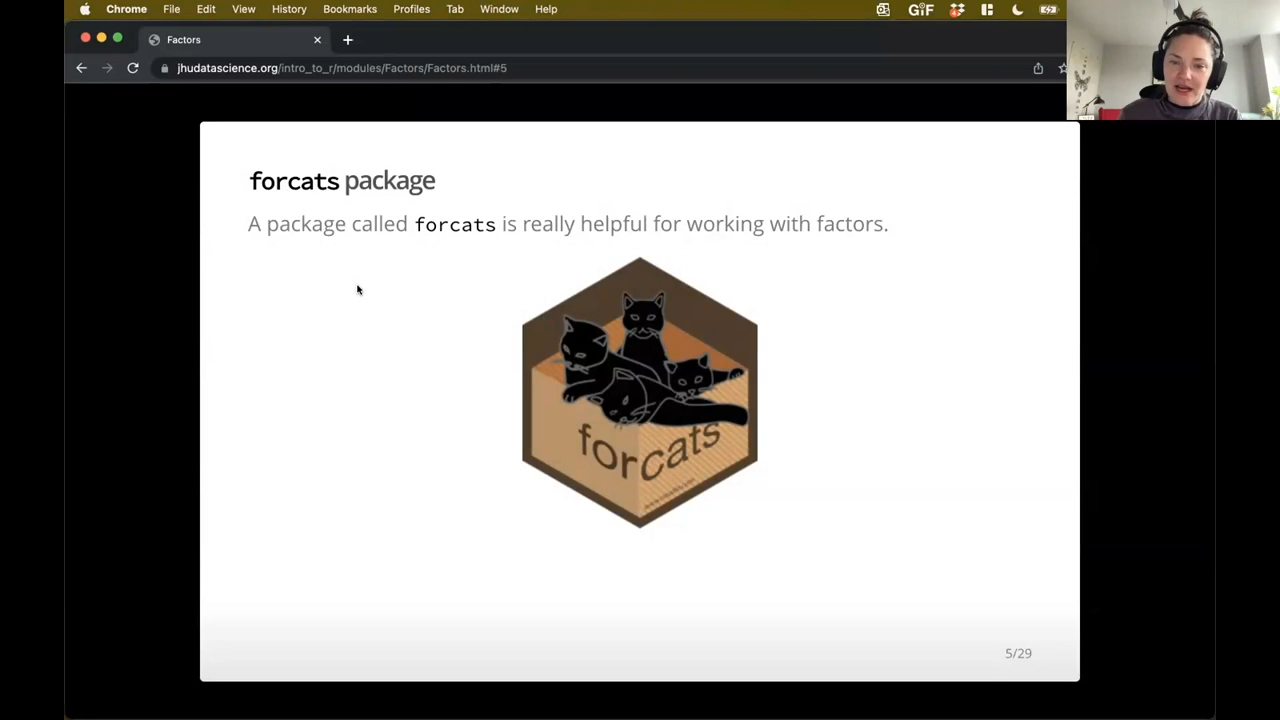 Chrome File Edit View History Bookmarks Profiles Tab Window Help GIF
Factors
jhudatascience.org/intro_to_r/modules/Factors/Factors.html#5
forcats package
A package called forcats is really helpful for working with factors.
forcats
5/29